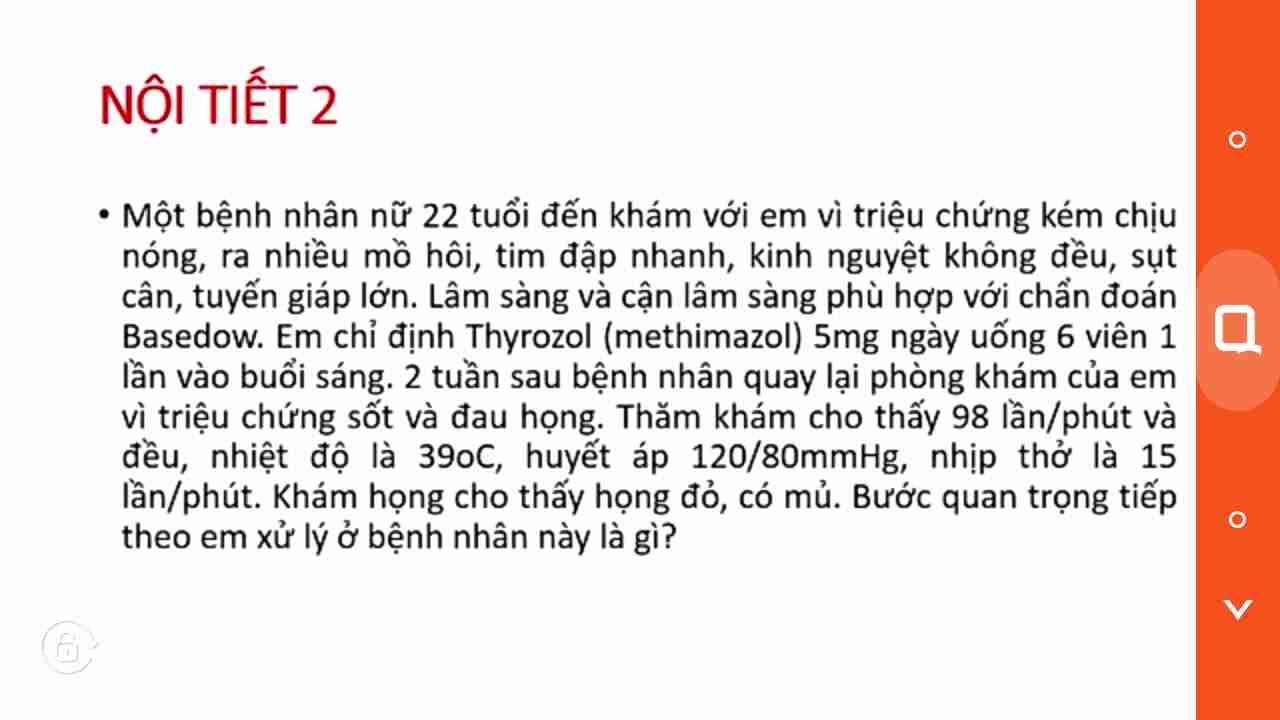 NỘI TIẾT 2
• Một bệnh nhân nữ 22 tuổi đến khám với em vì triệu chứng kém chịu
nóng, ra nhiều mồ hôi, tim đập nhanh, kinh nguyệt không đều, sụt
cân, tuyến giáp lớn. Lâm sàng và cận lâm sàng phù hợp với chẩn đoán
Basedow. Em chỉ định Thyrozol (methimazol) 5mg ngày uống 6 viên 1
lần vào buổi sáng. 2 tuần sau bệnh nhân quay lại phòng khám của em
vì triệu chứng sốt và đau họng. Thăm khám cho thấy 98 lần/phút và
đều, nhiệt độ là 39oC, huyết áp 120/80mmHg, nhịp thở là 15
lần/phút. Khám họng cho thấy họng đỏ, có mủ. Bước quan trọng tiếp
theo em xử lý ở bệnh nhân này là gì?